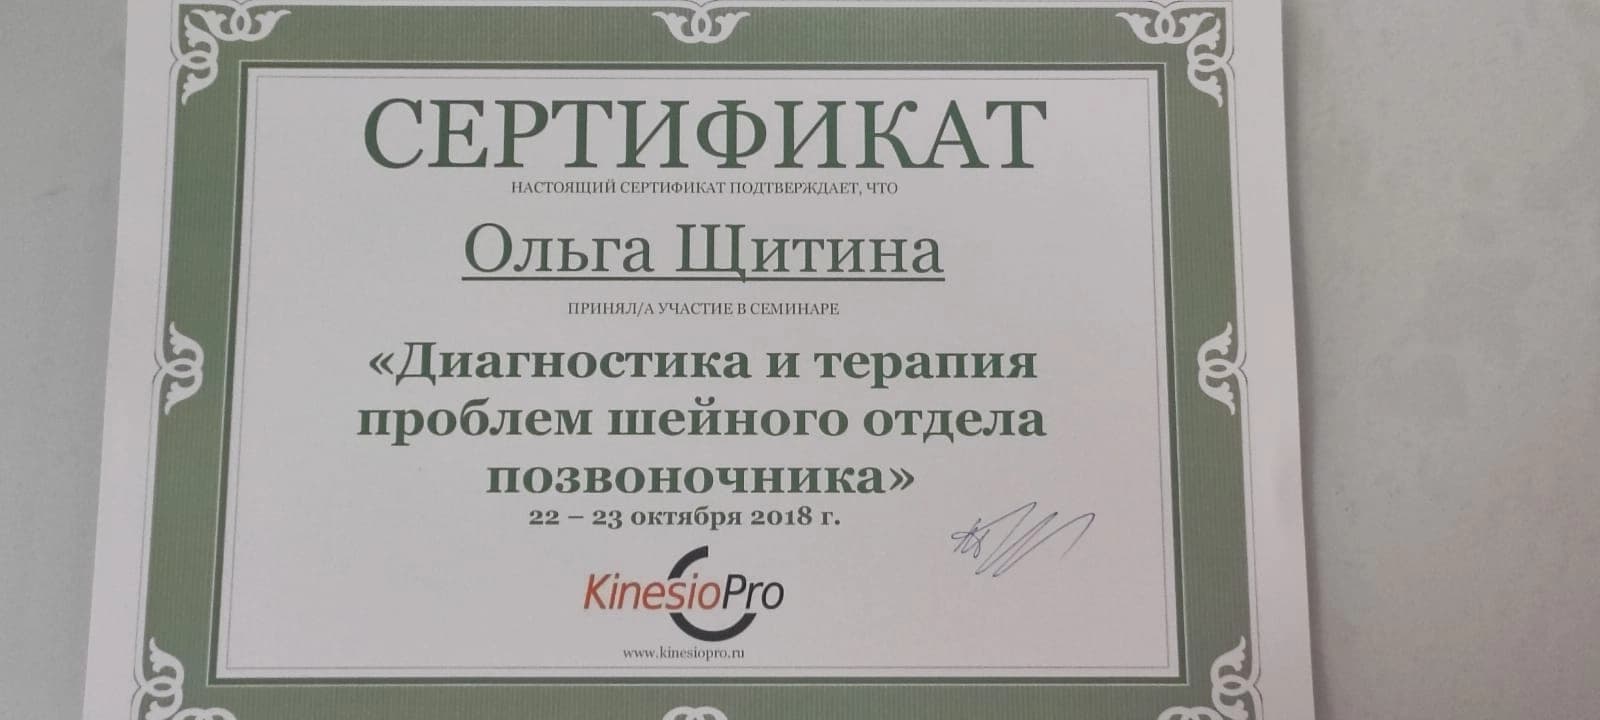 СЕРТИФИКАТ
НАСТОЯЩИЙ СЕРТИФИКАТ ПОДТВЕРЖДАЕТ, ЧТО
Ольга Щитина
ПРИНЯЛ/А УЧАСТИЕ В СЕМИНАРЕ
«Диагностика и терапия
проблем шейного отдела
позвоночника»
22 – 23 октября 2018 г.
KinesioPro
www.kinesiopro.ru